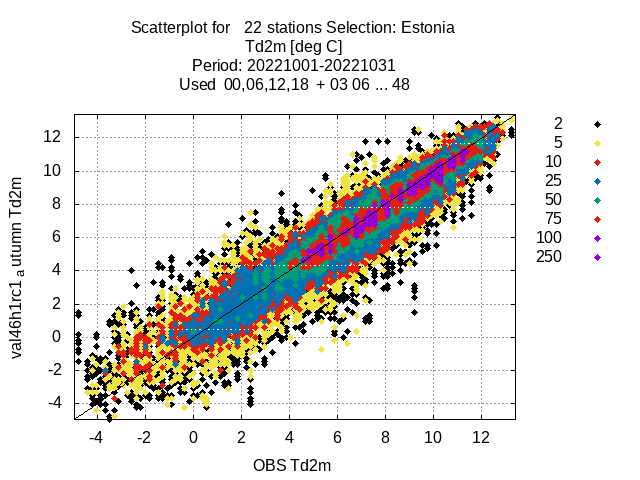 Scatterplot for 22 stations Selection: Estonia
Td2m [deg C]
Period: 20221001-20221031
Used 00,06,12,18 + 03 06 ... 48
2
5
10
25
50
75
100
250
12
10
8
6
4
2
0
-2
-4
val46h1rc1 a utumn Td2m
-4 -2 0 2 4 6 8 10 12
OBS Td2m